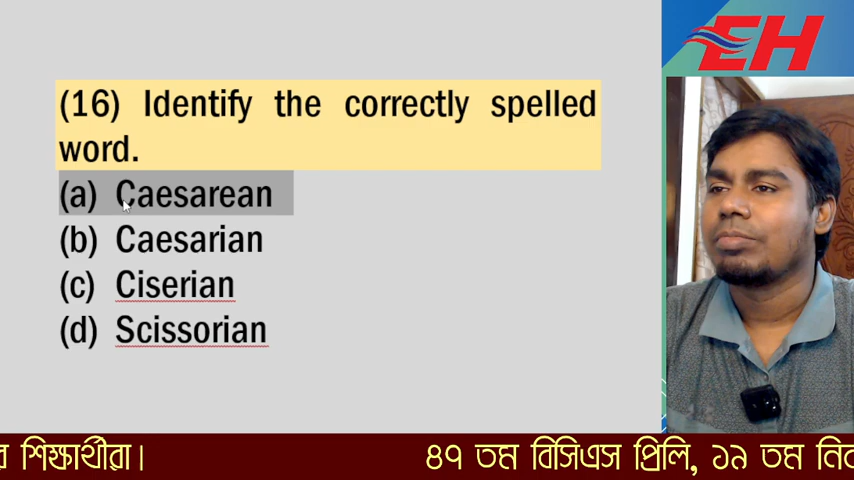 EH
(16) Identify the correctly spelled
word.
(a) Caesarean
(b) Caesarian
(c) Ciserian
(d) Scissorian
র শিক্ষার্থীরা। ৪৭ তম বিসিএস প্রিলি, ১৯ তম